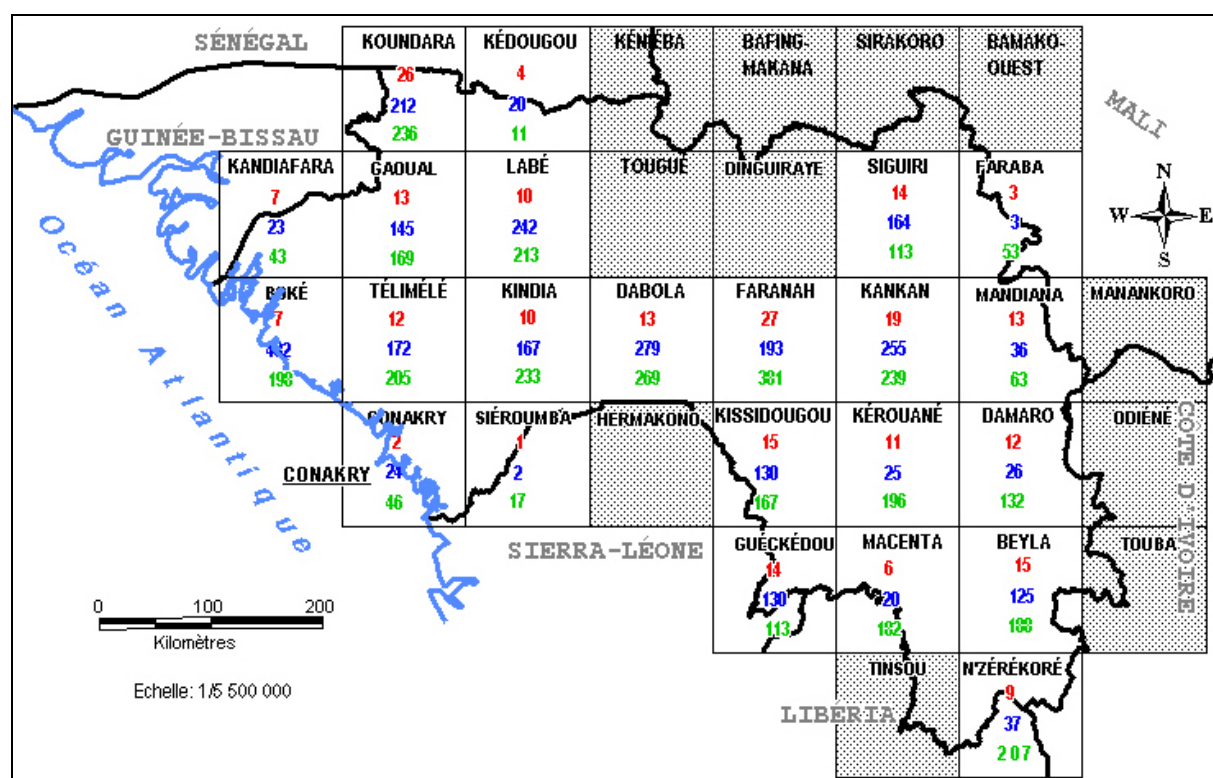 SÉNÉGAL
KOUNDARA
26
212
236
KÉDOUGOU
4
20
11
KÉNIÉBA
BAFING-
MAKANA
SIRAKORO
BAMAKO-
OUEST
MALI
GUINÉE-BISSAU
KANDIAFARA
7
23
43
GAOUAL
13
145
169
LABÉ
10
242
213
TOUGUÉ
DINGUIRAYE
SIGUIRI
14
164
113
FARABA
3
3
53
N
W E
S
Océan Atlantique
BOKÉ
7
198
TÉLIMÉLÉ
12
172
205
KINDIA
10
167
233
DABOLA
13
279
269
FARANAH
27
193
381
KANKAN
19
255
239
MANDIANA
13
36
63
MANANKORO
CONAKRY
2
24
46
CONAKRY
SIÉROUMBA
1
2
17
HERMAKONO
KISSIDOUGOU
15
130
167
KÉROUANÉ
11
25
196
DAMARO
12
26
132
ODIÉNÉ
CÔTE D'IVOIRE
SIERRA-LÉONE
GUÉCKÉDOU
14
130
113
MACENTA
6
20
182
BEYLA
15
125
188
TOUBA
0 100 200
Kilomètres
Echelle: 1/5 500 000
TINSOU
N'ZÉRÉKORÉ
9
37
207
LIBÉRIA